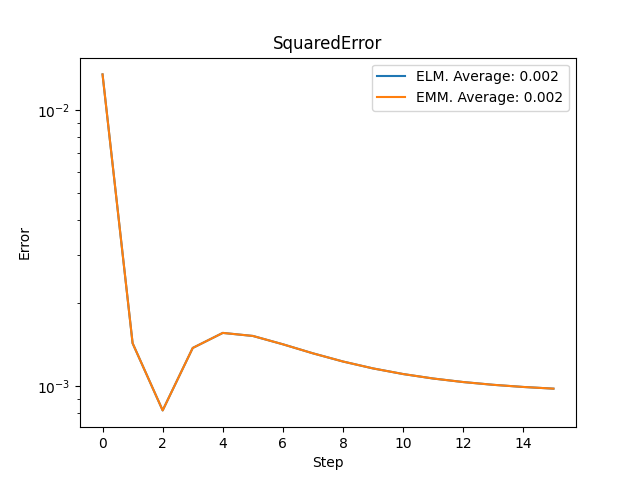 SquaredError
ELM. Average: 0.002
EMM. Average: 0.002
10⁻²
10⁻³
Error
0 2 4 6 8 10 12 14
Step